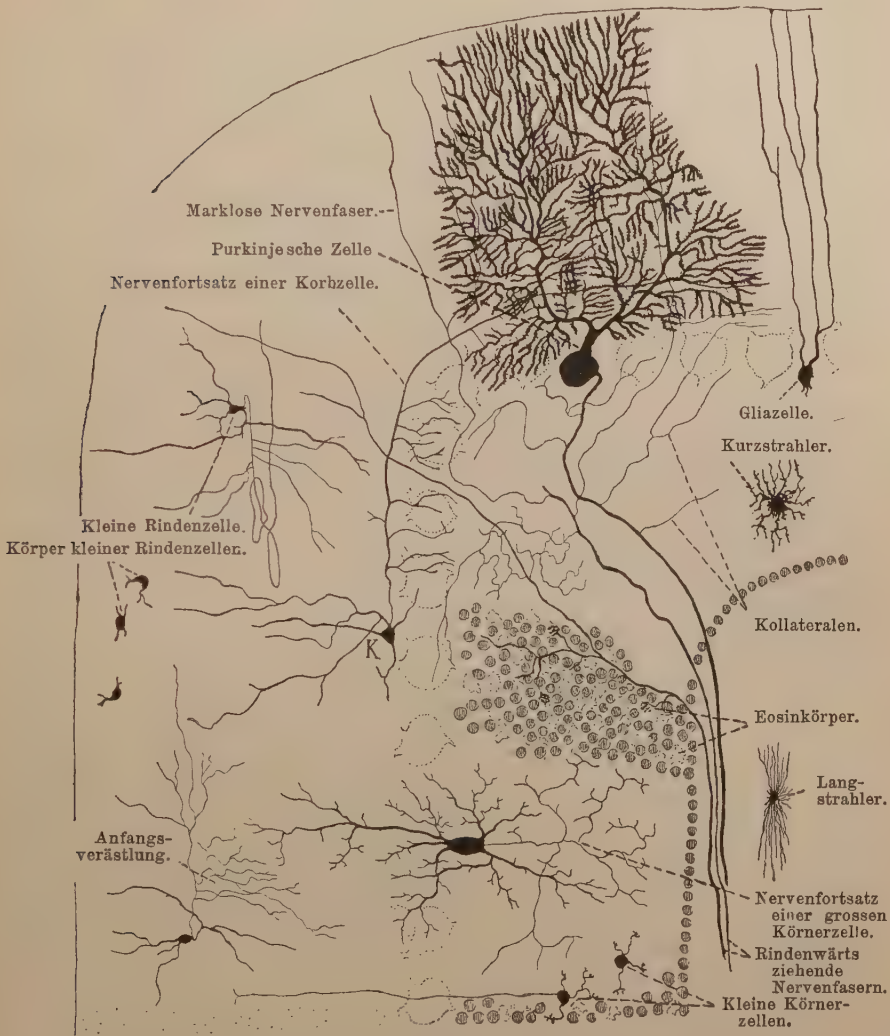 Marklose Nervenfaser.
Purkinjesche Zelle
Nervenfortsatz einer Korbzelle.
Gliazelle.
Kurzstrahler.
Kleine Rindenzelle.
Körper kleiner Rindenzellen.
Kollateralen.
K
Eosinkörper.
Lang-
strahler.
Anfangs-
verästlung.
Nervenfortsatz
einer grossen
Körnerzelle.
Rindenwärts
ziehende
Nervenfasern.
Kleine Körner-
zellen.